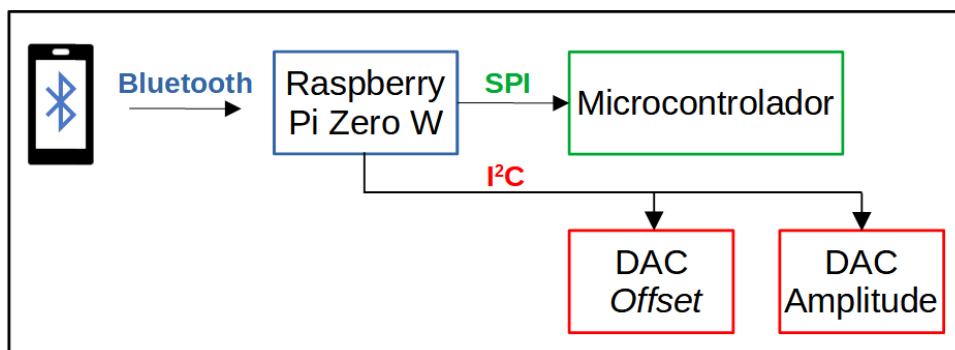 Bluetooth
Raspberry
Pi Zero W
SPI
Microcontrolador
I²C
DAC
Offset
DAC
Amplitude